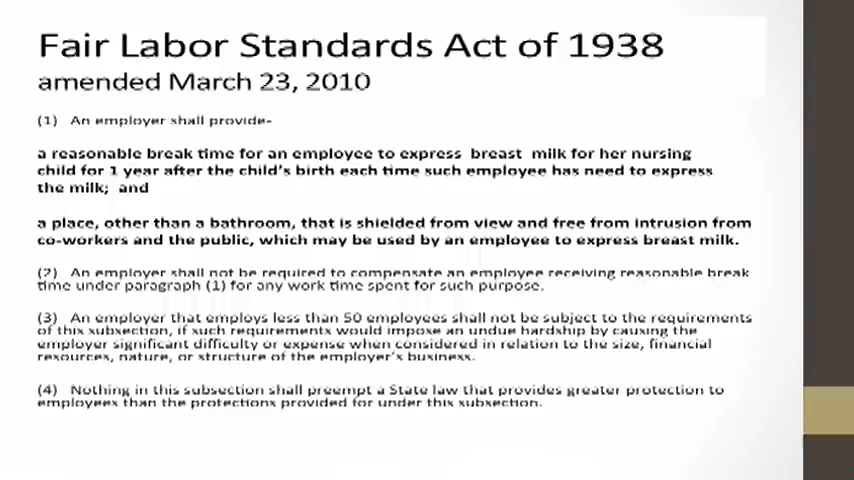 Fair Labor Standards Act of 1938
amended March 23, 2010
(1) An employer shall provide-
a reasonable break time for an employee to express breast milk for her nursing
child for 1 year after the child's birth each time such employee has need to express
the milk; and
a place, other than a bathroom, that is shielded from view and free from intrusion from
co-workers and the public, which may be used by an employee to express breast milk.
(2) An employer shall not be required to compensate an employee receiving reasonable break
time under paragraph (1) for any work time spent for such purpose.
(3) An employer that employs less than 50 employees shall not be subject to the requirements
of this subsection, if such requirements would impose an undue hardship by causing the
employer significant difficulty or expense when considered in relation to the size, financial
resources, nature, or structure of the employer's business.
(4) Nothing in this subsection shall preempt a State law that provides greater protection to
employees than the protections provided for under this subsection.